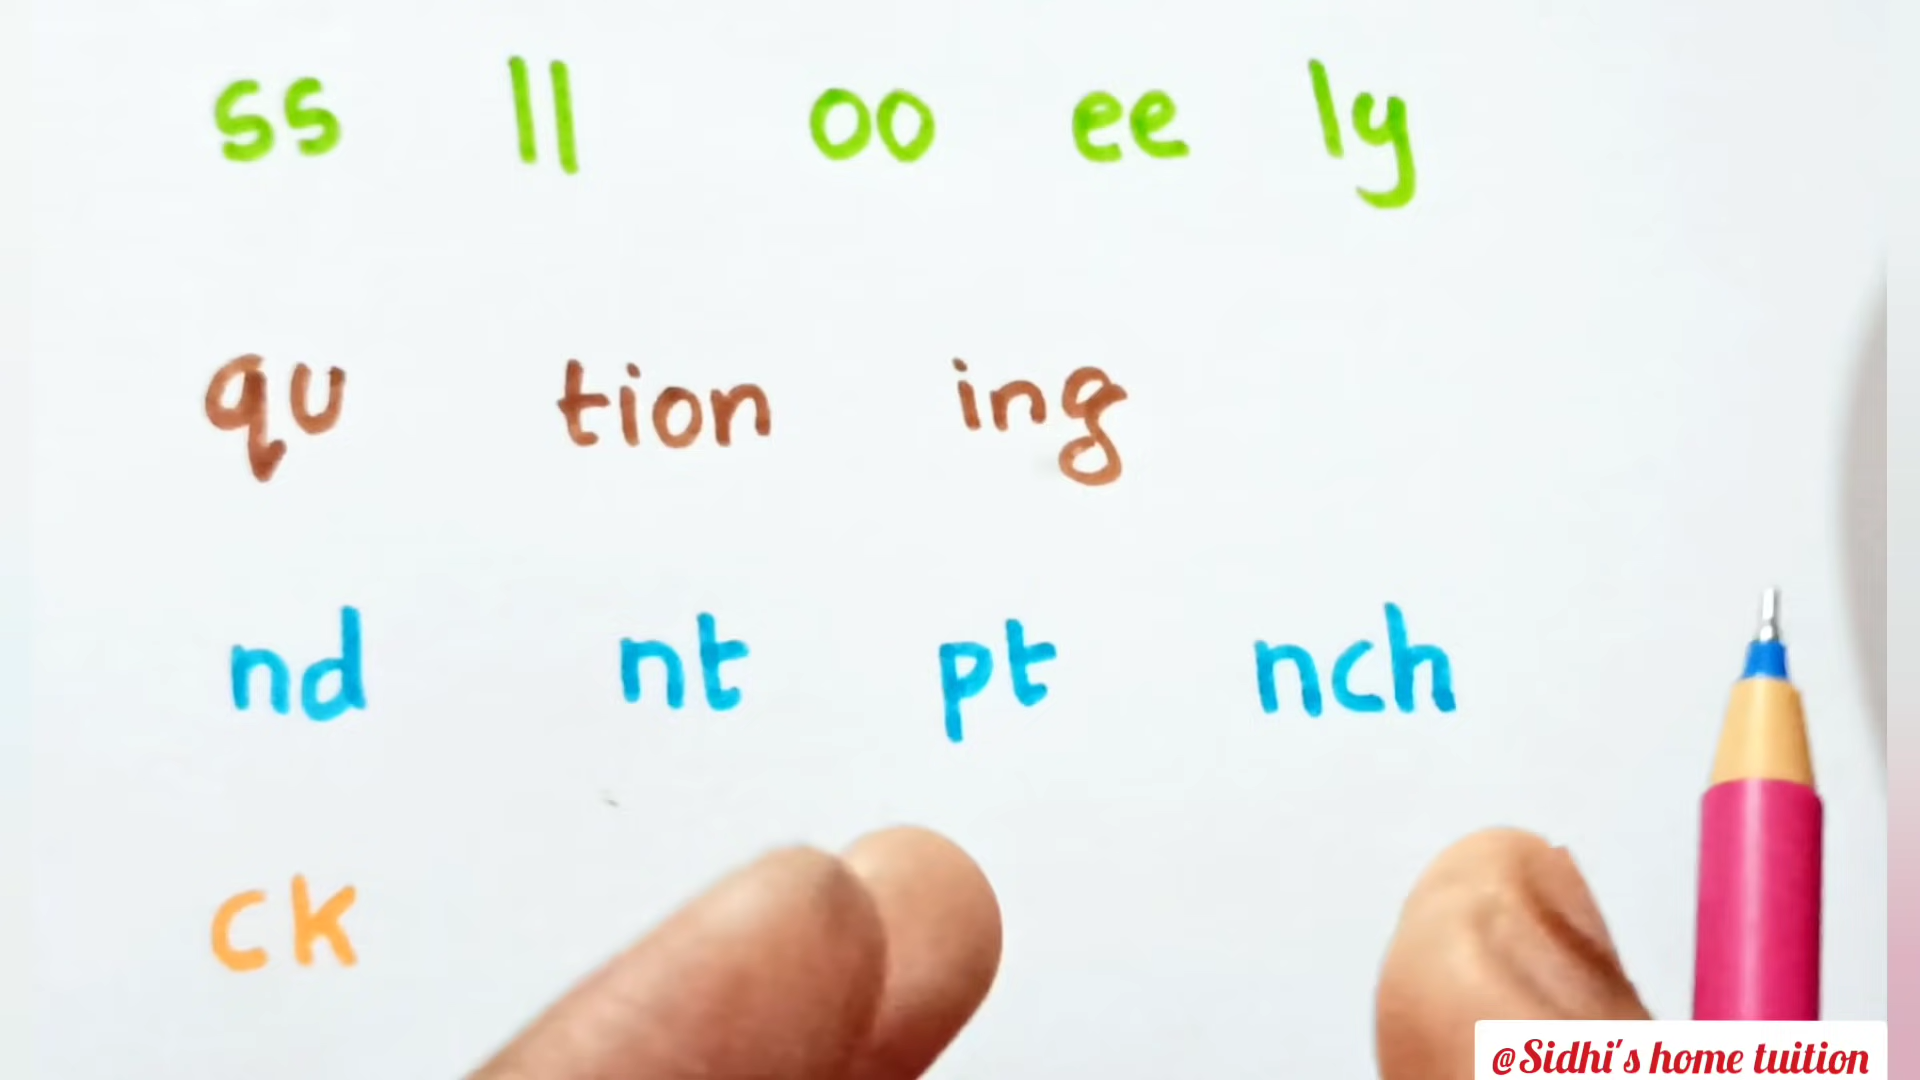 ss ll oo ee ly
qu tion ing
nd nt pt nch
ck
@Sidhi's home tuition